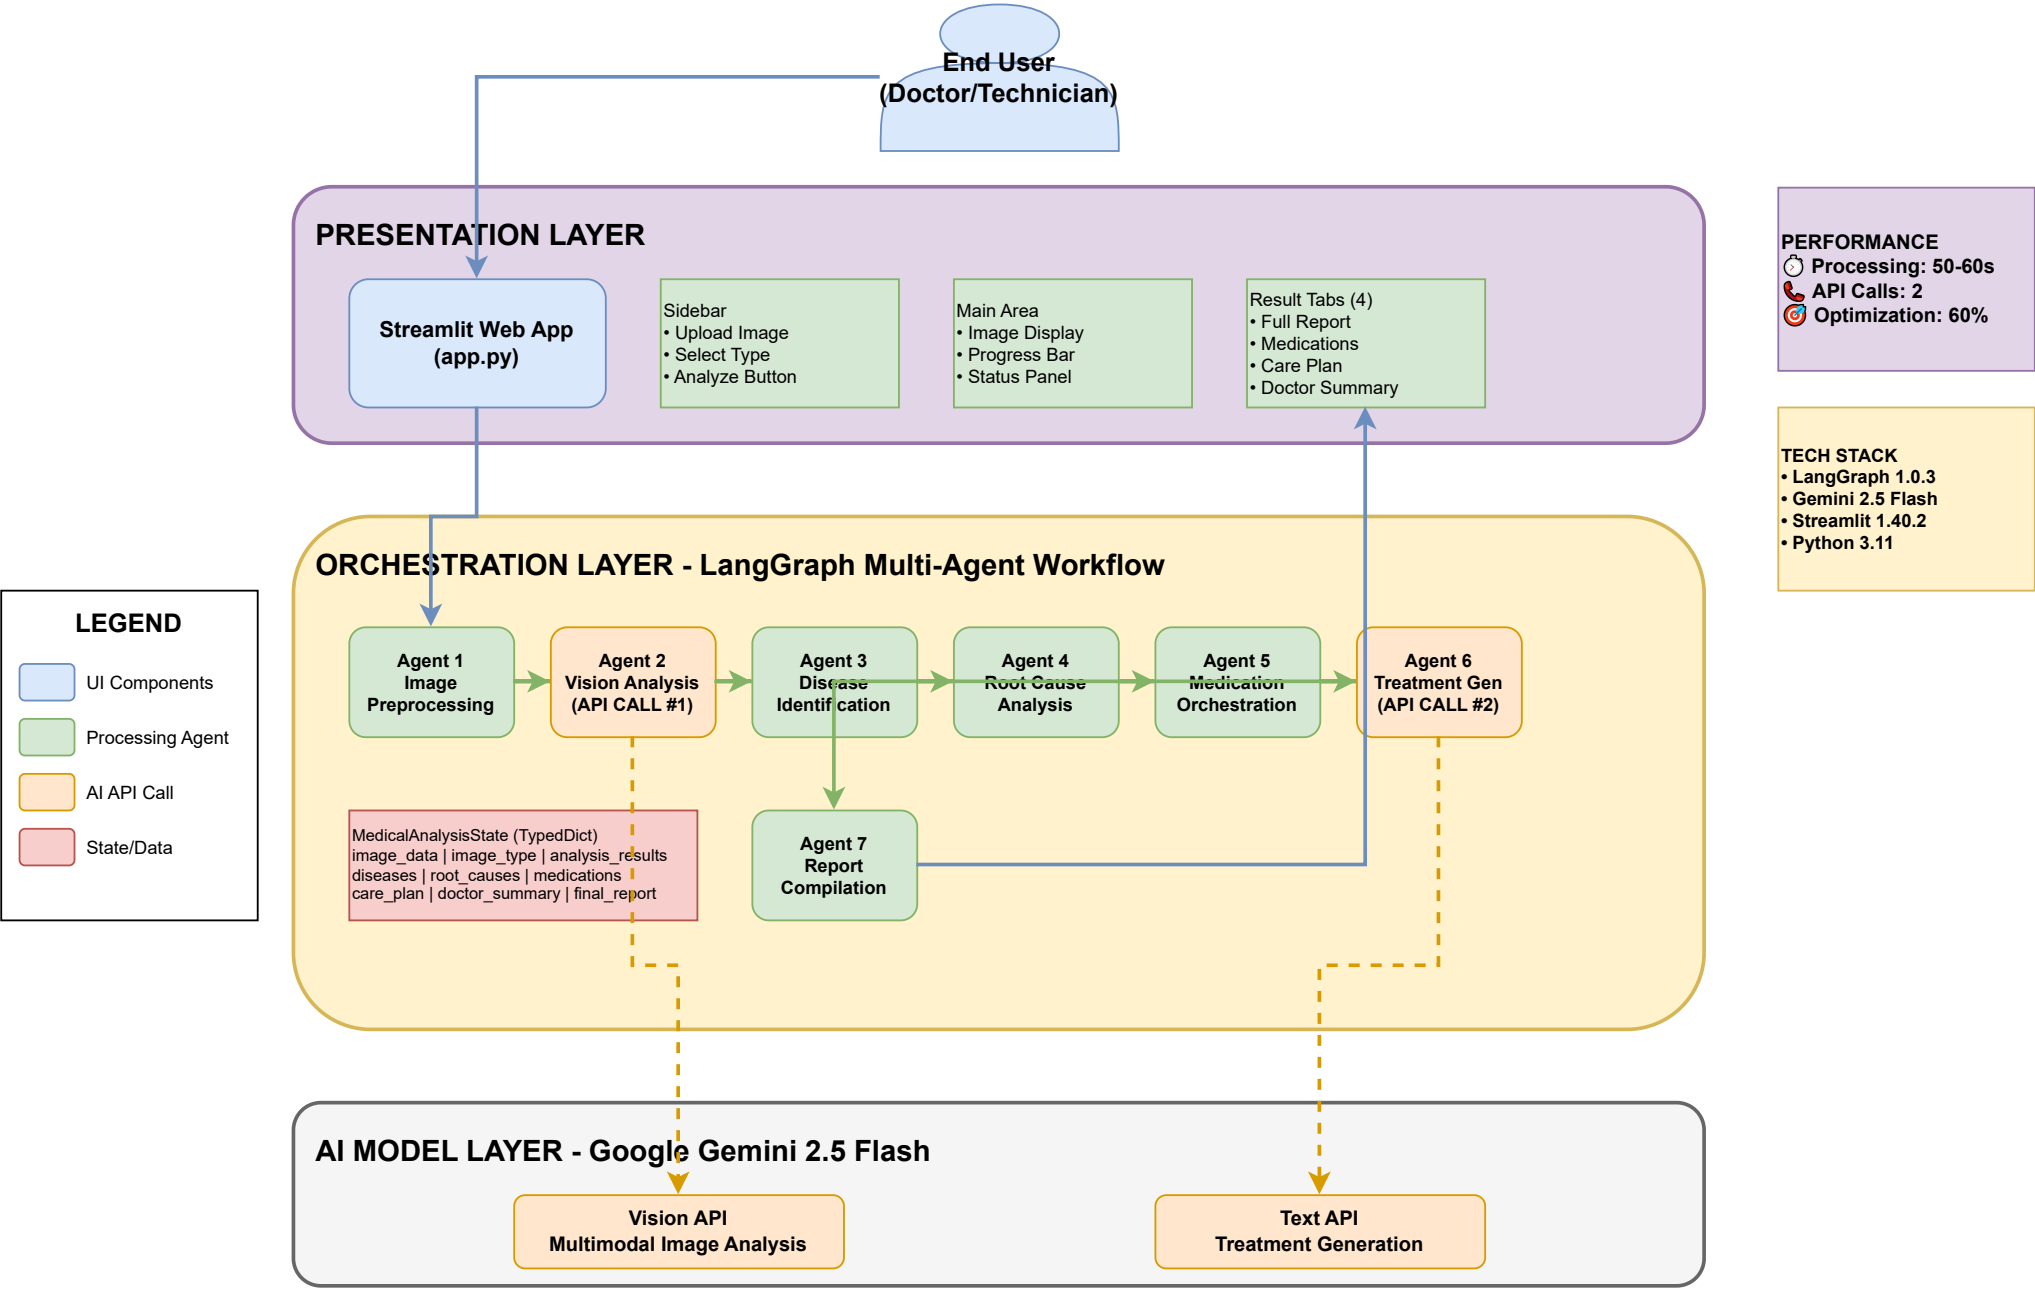 End User
(Doctor/Technician)
PRESENTATION LAYER
Streamlit Web App
(app.py)
Sidebar
• Upload Image
• Select Type
• Analyze Button
Main Area
• Image Display
• Progress Bar
• Status Panel
Result Tabs (4)
• Full Report
• Medications
• Care Plan
• Doctor Summary
PERFORMANCE
⏱️ Processing: 50-60s
📞 API Calls: 2
🎯 Optimization: 60%
TECH STACK
• LangGraph 1.0.3
• Gemini 2.5 Flash
• Streamlit 1.40.2
• Python 3.11
LEGEND
UI Components
Processing Agent
AI API Call
State/Data
ORCHESTRATION LAYER - LangGraph Multi-Agent Workflow
Agent 1
Image
Preprocessing
Agent 2
Vision Analysis
(API CALL #1)
Agent 3
Disease
Identification
Agent 4
Root Cause
Analysis
Agent 5
Medication
Orchestration
Agent 6
Treatment Gen
(API CALL #2)
MedicalAnalysisState (TypedDict)
image_data | image_type | analysis_results
diseases | root_causes | medications
care_plan | doctor_summary | final_report
Agent 7
Report
Compilation
AI MODEL LAYER - Google Gemini 2.5 Flash
Vision API
Multimodal Image Analysis
Text API
Treatment Generation